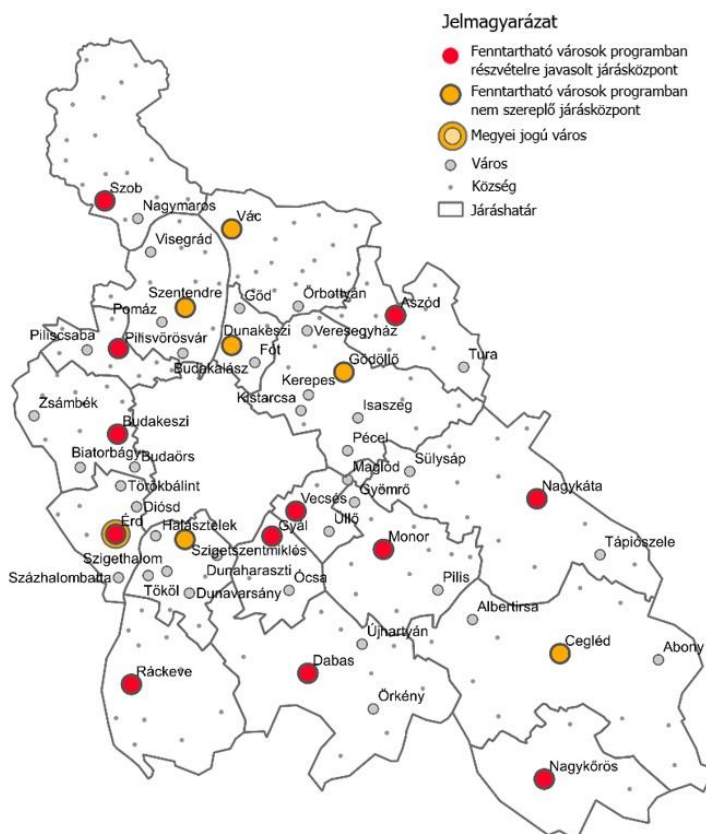 Jelmagyarázat
Fenntartható városok programban
részvételre javasolt járásközpont
Fenntartható városok programban
nem szereplő járásközpont
Megyei jogú város
Város
Község
Járáshatár
Szob
Nagymaros
Vác
Visegrád
Szentendre
Göd
Őrbottyán
Aszód
Pomáz
Piliscsaba
Pilisvörösvár
Dunakeszi
Veresegyház
Budakalász
Fót
Gödöllő
Tura
Kerepes
Kistarcsa
Isaszeg
Zsámbék
Budakeszi
Pécel
Biatorbágy
Budaörs
Maglód
Sülysáp
Törökbálint
Gyömrő
Nagykáta
Diósd
Vecsés
Érd
Halásztelek
Gyál
Üllő
Monor
Szigetszentmiklós
Szigethalom
Tápiószele
Százhalombatta
Dunaharaszti
Tököl
Dunavarsány
Ócsa
Pilis
Albertirsa
Újhartyán
Cegléd
Abony
Ráckeve
Dabas
Örkény
Nagykőrös